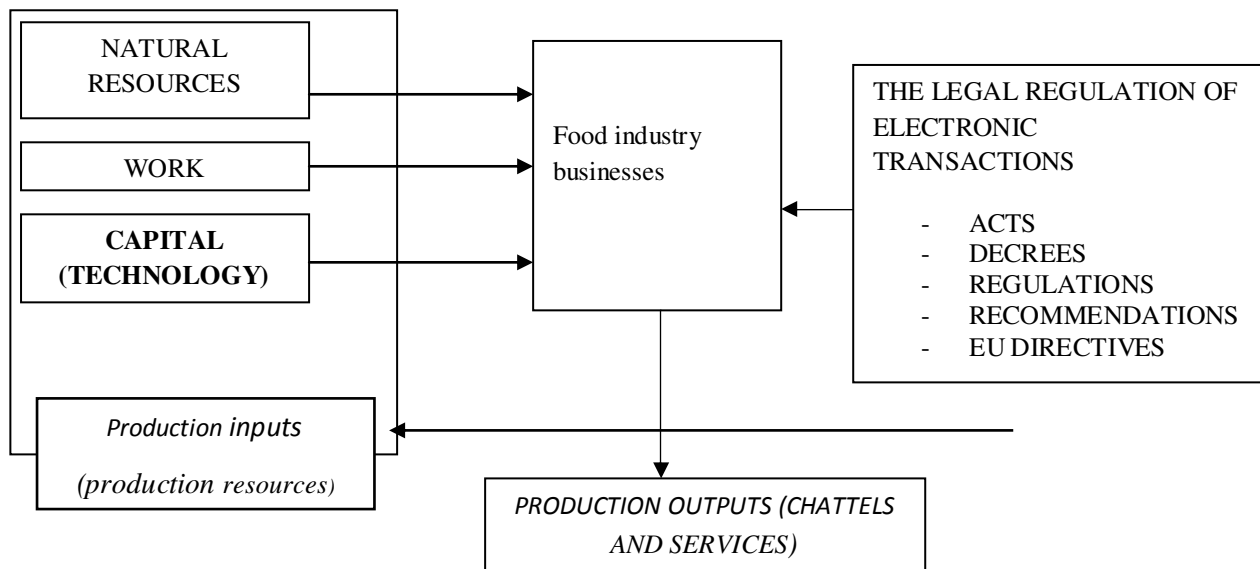 NATURAL
RESOURCES
WORK
CAPITAL
(TECHNOLOGY)
Production inputs
(production resources)
Food industry
businesses
THE LEGAL REGULATION OF
ELECTRONIC
TRANSACTIONS
- ACTS
- DECREES
- REGULATIONS
- RECOMMENDATIONS
- EU DIRECTIVES
PRODUCTION OUTPUTS (CHATTELS
AND SERVICES)